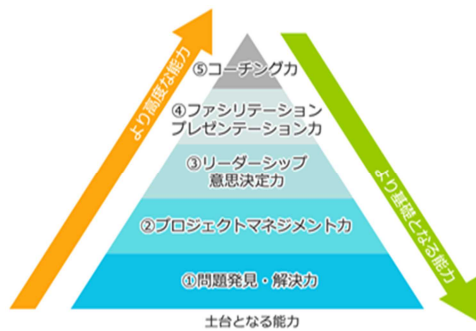 ⑤コーチング力
④ファシリテーション
プレゼンテーション力
③リーダーシップ
意思決定力
②プロジェクトマネジメント力
①問題発見・解決力
土台となる能力
より高度な能力
より基礎となる能力